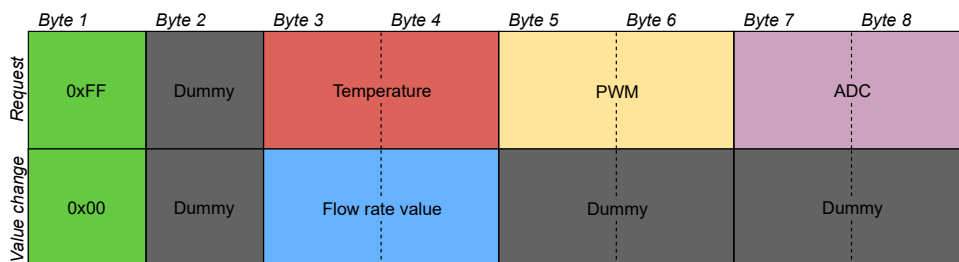 Byte 1 Byte 2 Byte 3 Byte 4 Byte 5 Byte 6 Byte 7 Byte 8
Request 0xFF Dummy Temperature PWM ADC
Value change 0x00 Dummy Flow rate value Dummy Dummy